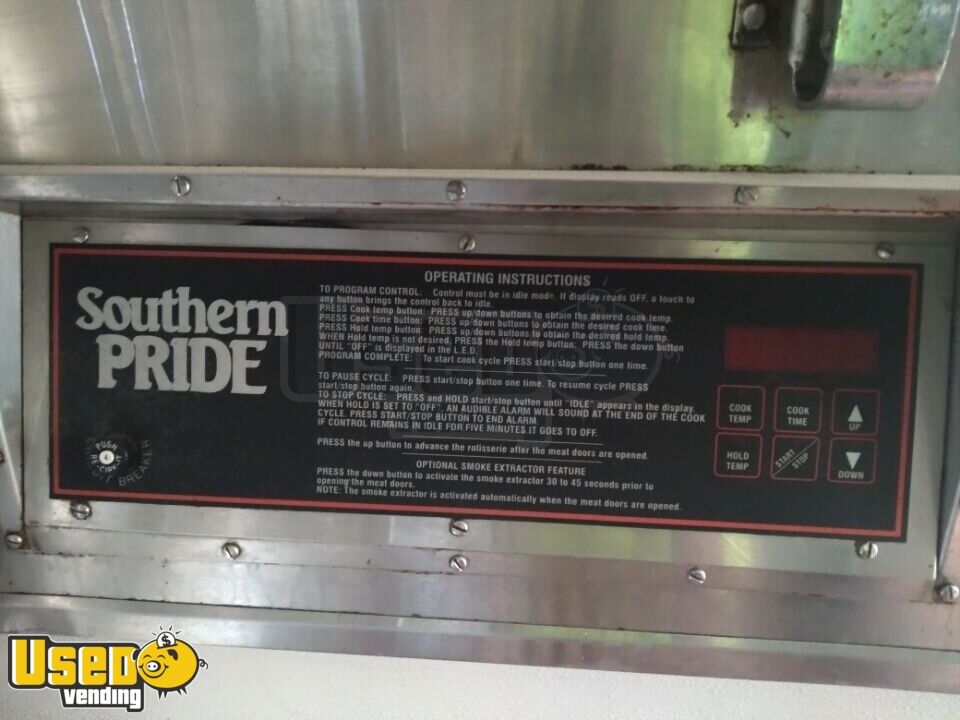 Southern
PRIDE
PUSH
RESET
CIRCUIT BREAKER
OPERATING INSTRUCTIONS
TO PROGRAM CONTROL: Control must be in idle mode. If display reads OFF, a touch to
any button brings the control back to idle.
PRESS Cook temp button: PRESS up/down buttons to obtain the desired cook temp.
PRESS Cook time button: PRESS up/down buttons to obtain the desired cook time.
PRESS Hold temp button: PRESS up/down buttons to obtain the desired hold temp.
WHEN Hold temp is not desired, PRESS the Hold temp button: PRESS the down button
UNTIL "OFF" is displayed in the L.E.D.
PROGRAM COMPLETE: To start cook cycle PRESS start/stop button one time.
TO PAUSE CYCLE: PRESS start/stop button one time. To resume cycle PRESS
start/stop button again.
TO STOP CYCLE: PRESS and HOLD start/stop button until "IDLE" appears in the display.
WHEN HOLD IS SET TO "OFF", AN AUDIBLE ALARM WILL SOUND AT THE END OF THE COOK
CYCLE. PRESS START/STOP BUTTON TO END ALARM.
IF CONTROL REMAINS IN IDLE FOR FIVE MINUTES IT GOES TO OFF.
PRESS the up button to advance the rotisserie after the meat doors are opened.
OPTIONAL SMOKE EXTRACTOR FEATURE
PRESS the down button to activate the smoke extractor 30 to 45 seconds prior to
opening the meat doors.
NOTE: The smoke extractor is activated automatically when the meat doors are opened.
COOK TEMP
COOK TIME
UP
HOLD TEMP
START/STOP
DOWN
USED
vending